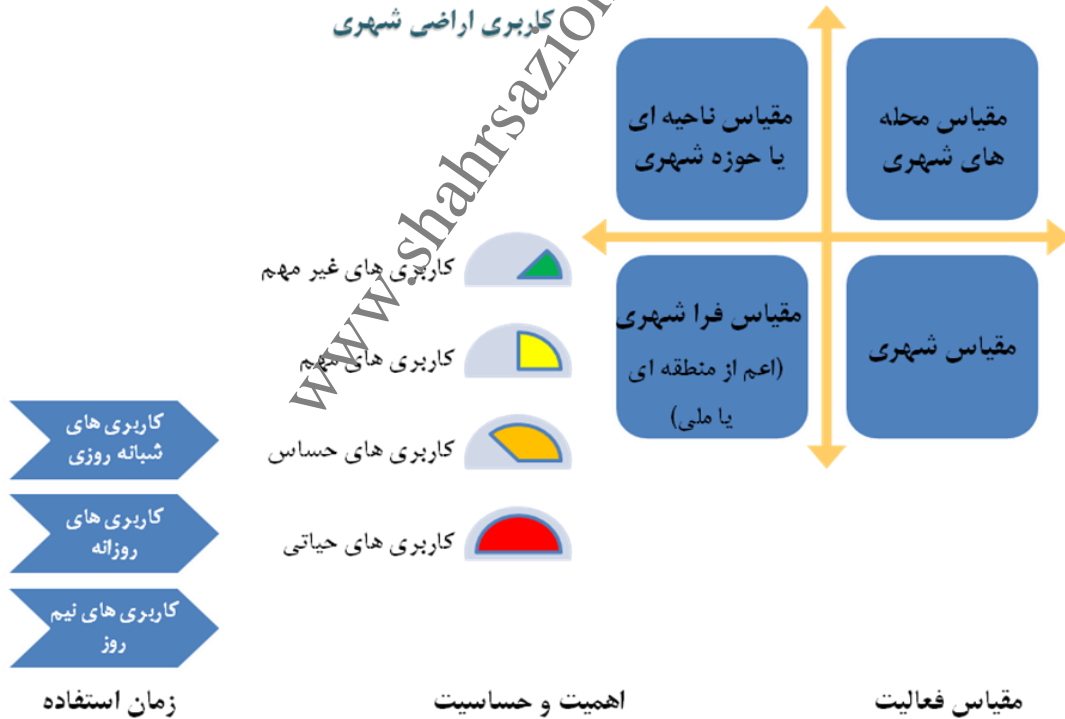 کاربری اراضی شهری
مقیاس محله
های شهری
مقیاس ناحیه ای
یا حوزه شهری
مقیاس شهری
مقیاس فرا شهری
(اعم از منطقه ای
یا ملی)
کاربری های غیر مهم
کاربری های مهم
کاربری های حساس
کاربری های حیاتی
کاربری های
شبانه روزی
کاربری های
روزانه
کاربری های نیم
روز
مقیاس فعالیت
اهمیت و حساسیت
زمان استفاده